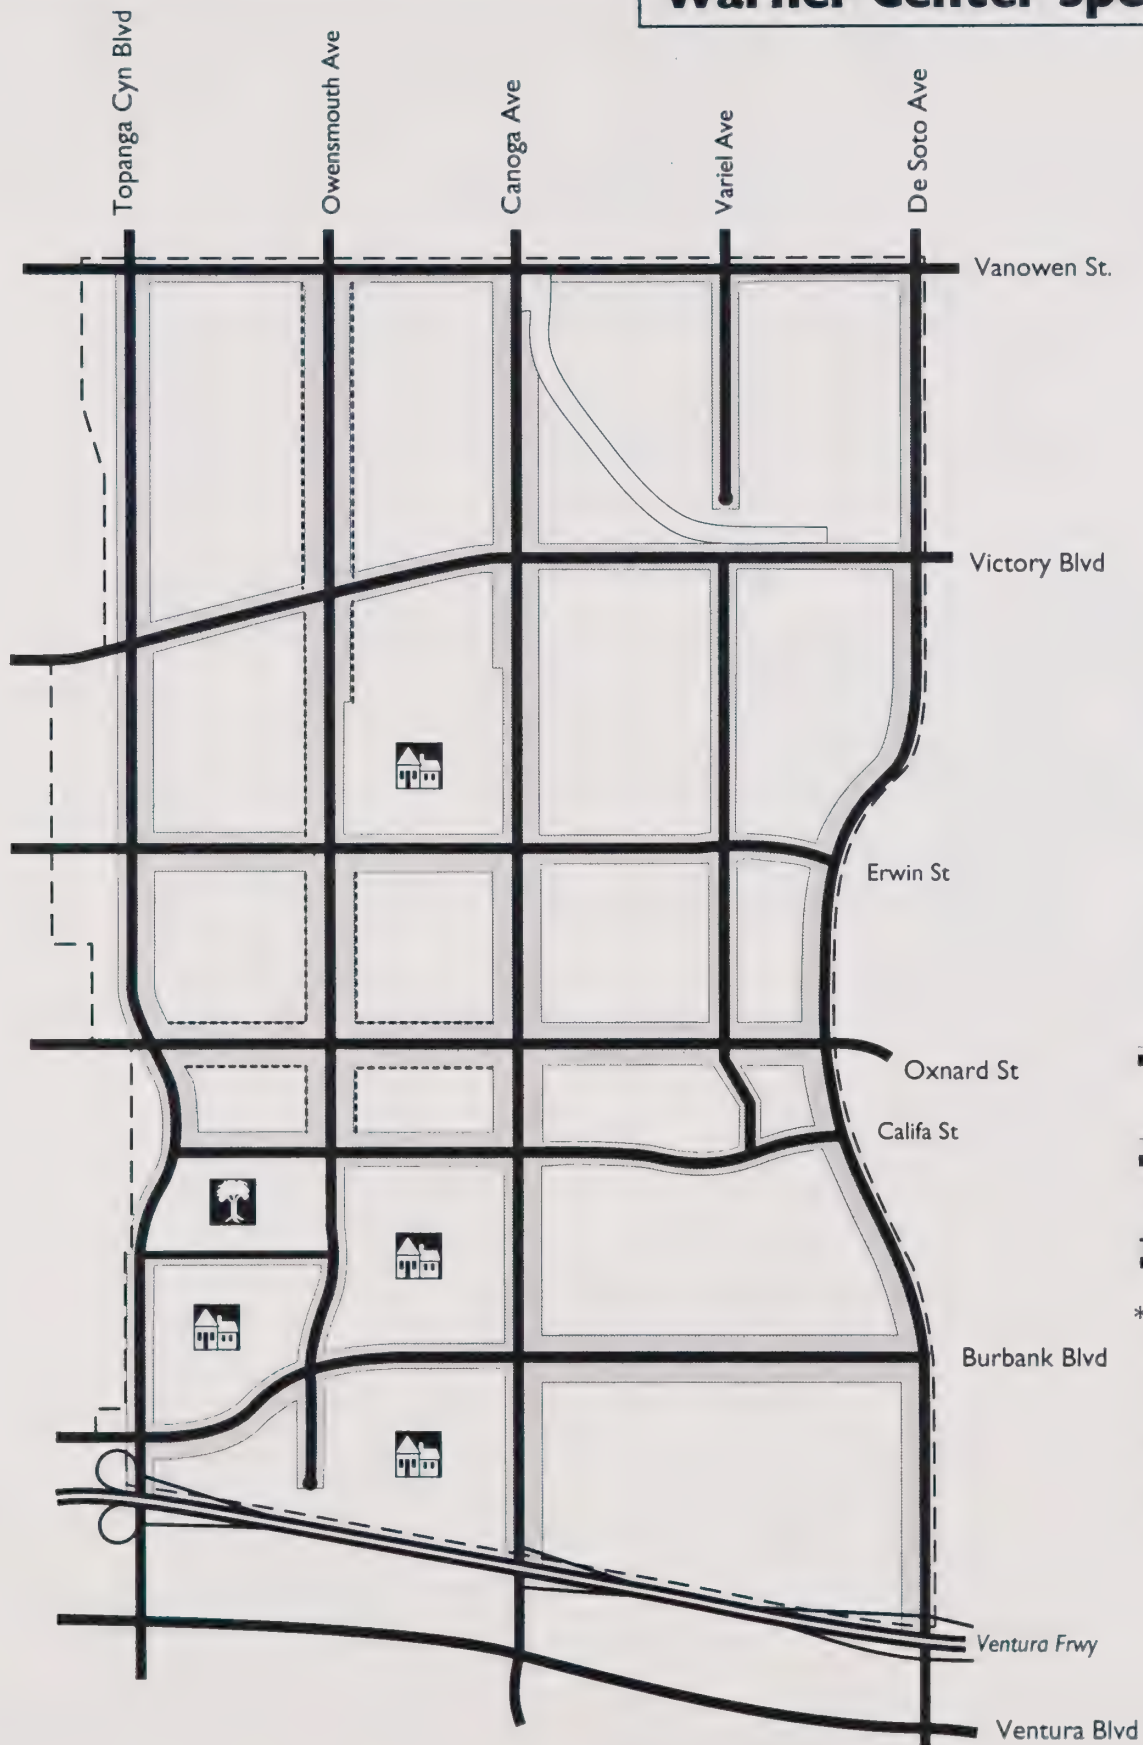 Warner Center Spe
Topanga Cyn Blvd
Owensmouth Ave
Canoga Ave
Variel Ave
De Soto Ave
Vanowen St.
Victory Blvd
Erwin St
Oxnard St
Califa St
*
Burbank Blvd
Ventura Frwy
Ventura Blvd